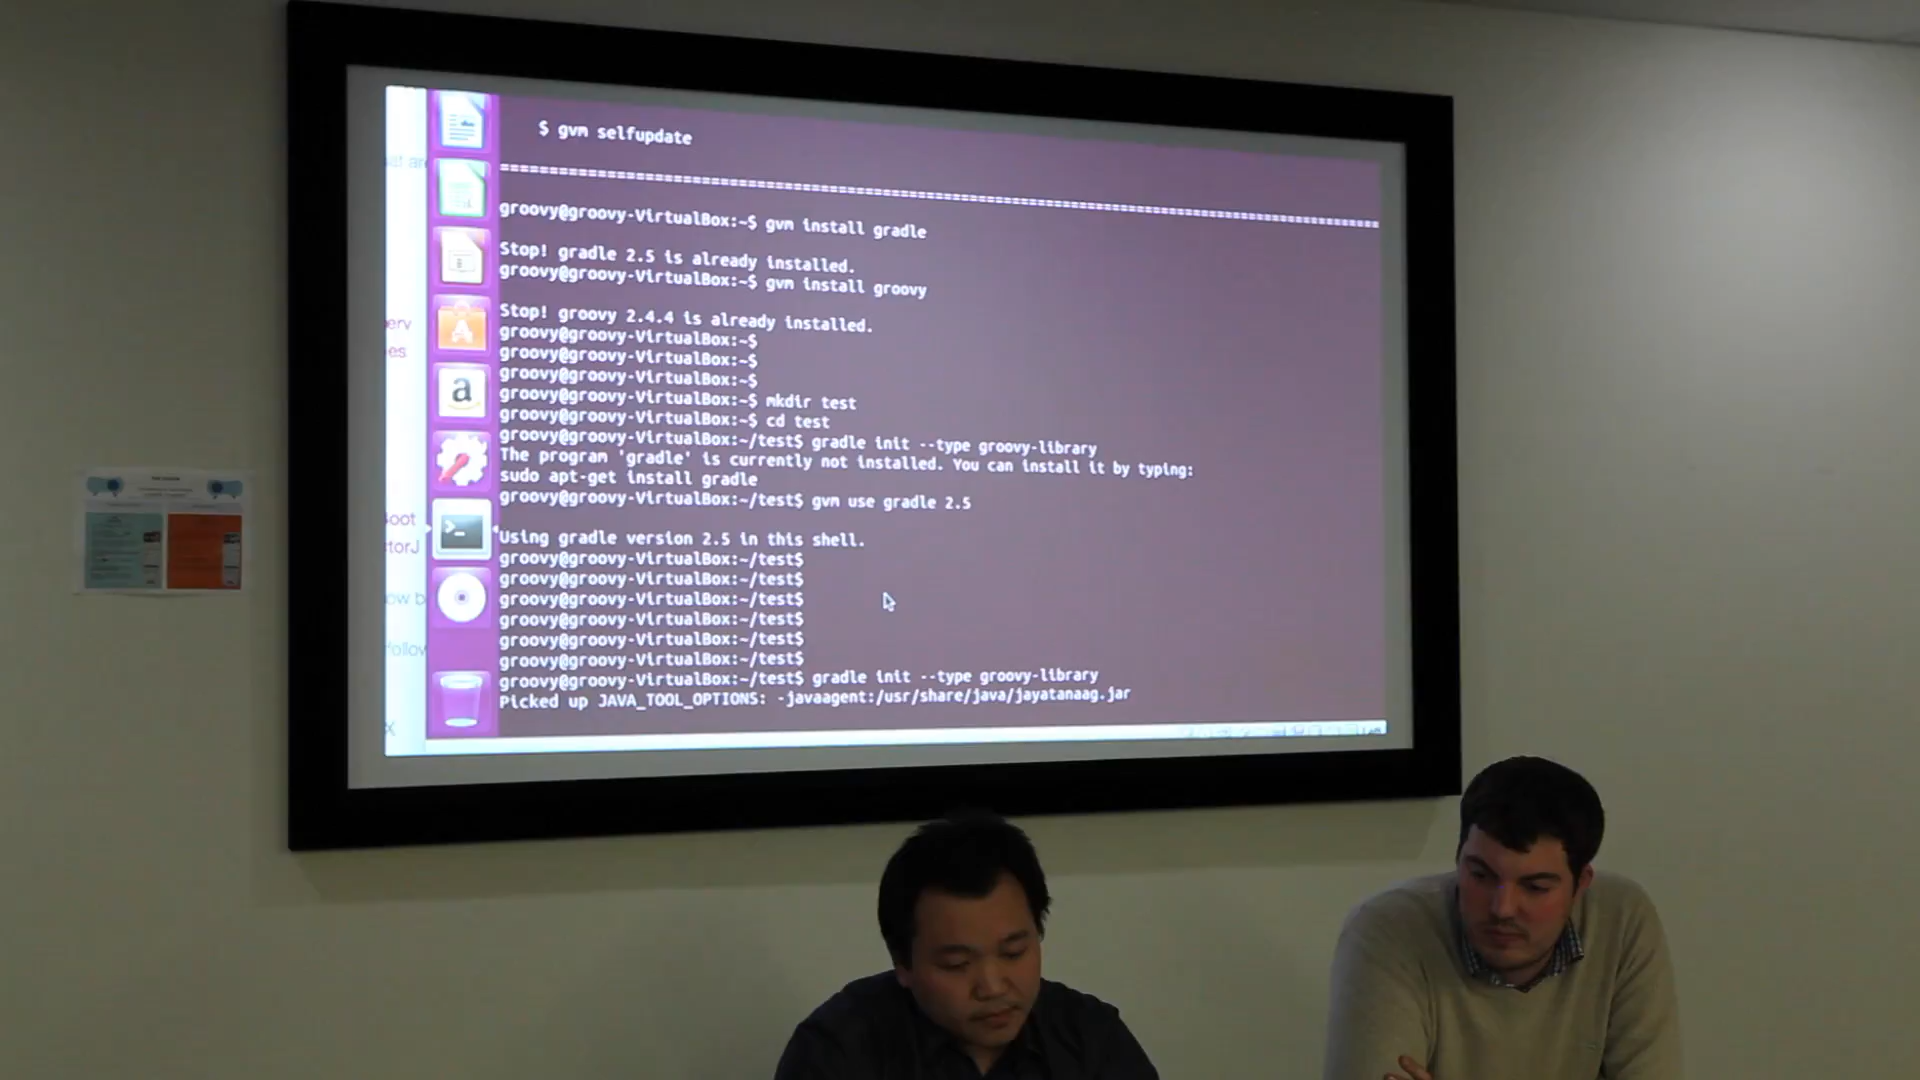 $ gvm selfupdate
================================================================================
groovy@groovy-VirtualBox:~$ gvm install gradle
Stop! gradle 2.5 is already installed.
groovy@groovy-VirtualBox:~$ gvm install groovy
Stop! groovy 2.4.4 is already installed.
groovy@groovy-VirtualBox:~$
groovy@groovy-VirtualBox:~$
groovy@groovy-VirtualBox:~$
groovy@groovy-VirtualBox:~$ mkdir test
groovy@groovy-VirtualBox:~$ cd test
groovy@groovy-VirtualBox:~/test$ gradle init --type groovy-library
The program 'gradle' is currently not installed. You can install it by typing:
sudo apt-get install gradle
groovy@groovy-VirtualBox:~/test$ gvm use gradle 2.5
Using gradle version 2.5 in this shell.
groovy@groovy-VirtualBox:~/test$
groovy@groovy-VirtualBox:~/test$
groovy@groovy-VirtualBox:~/test$
groovy@groovy-VirtualBox:~/test$
groovy@groovy-VirtualBox:~/test$
groovy@groovy-VirtualBox:~/test$
groovy@groovy-VirtualBox:~/test$ gradle init --type groovy-library
Picked up JAVA_TOOL_OPTIONS: -javaagent:/usr/share/java/jayatanaag.jar